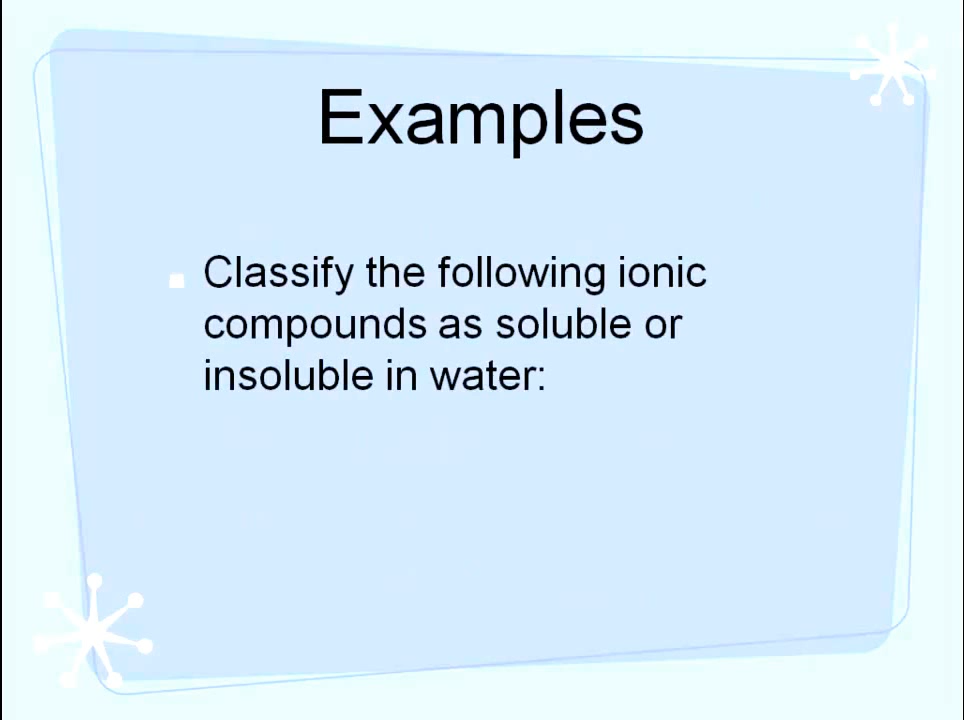 Examples
Classify the following ionic
compounds as soluble or
insoluble in water: